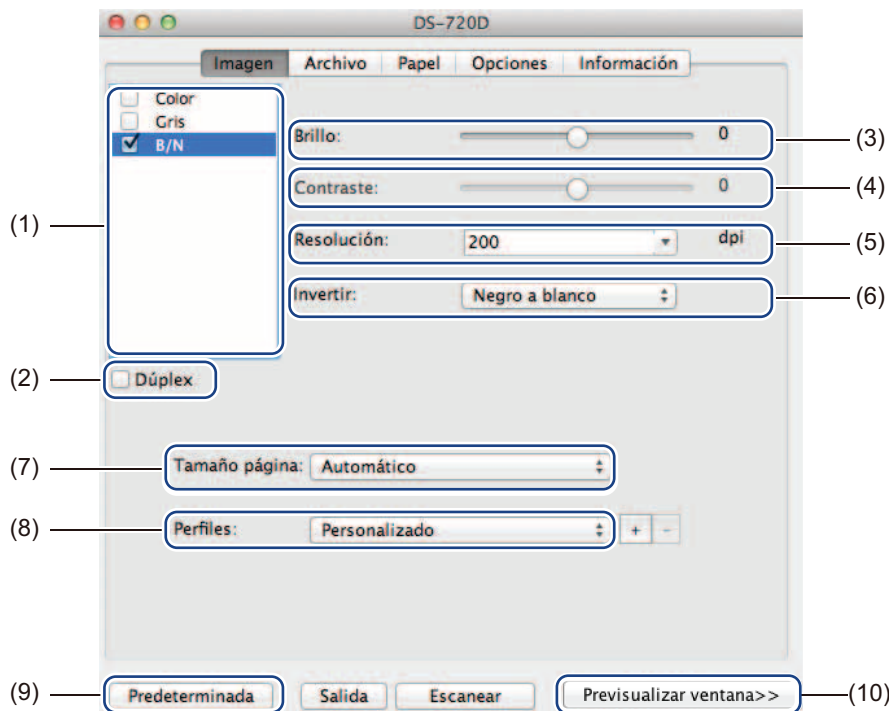 DS-720D
Imagen Archivo Papel Opciones Información
Color
Gris
B/N
Brillo: 0
(3)
Contraste: 0
(4)
(1)
Resolución: 200 dpi
(5)
Invertir: Negro a blanco
(6)
(2)
Dúplex
(7)
Tamaño página: Automático
(8)
Perfiles: Personalizado + -
(9)
Predeterminada Salida Escanear Previsualizar ventana>>
(10)